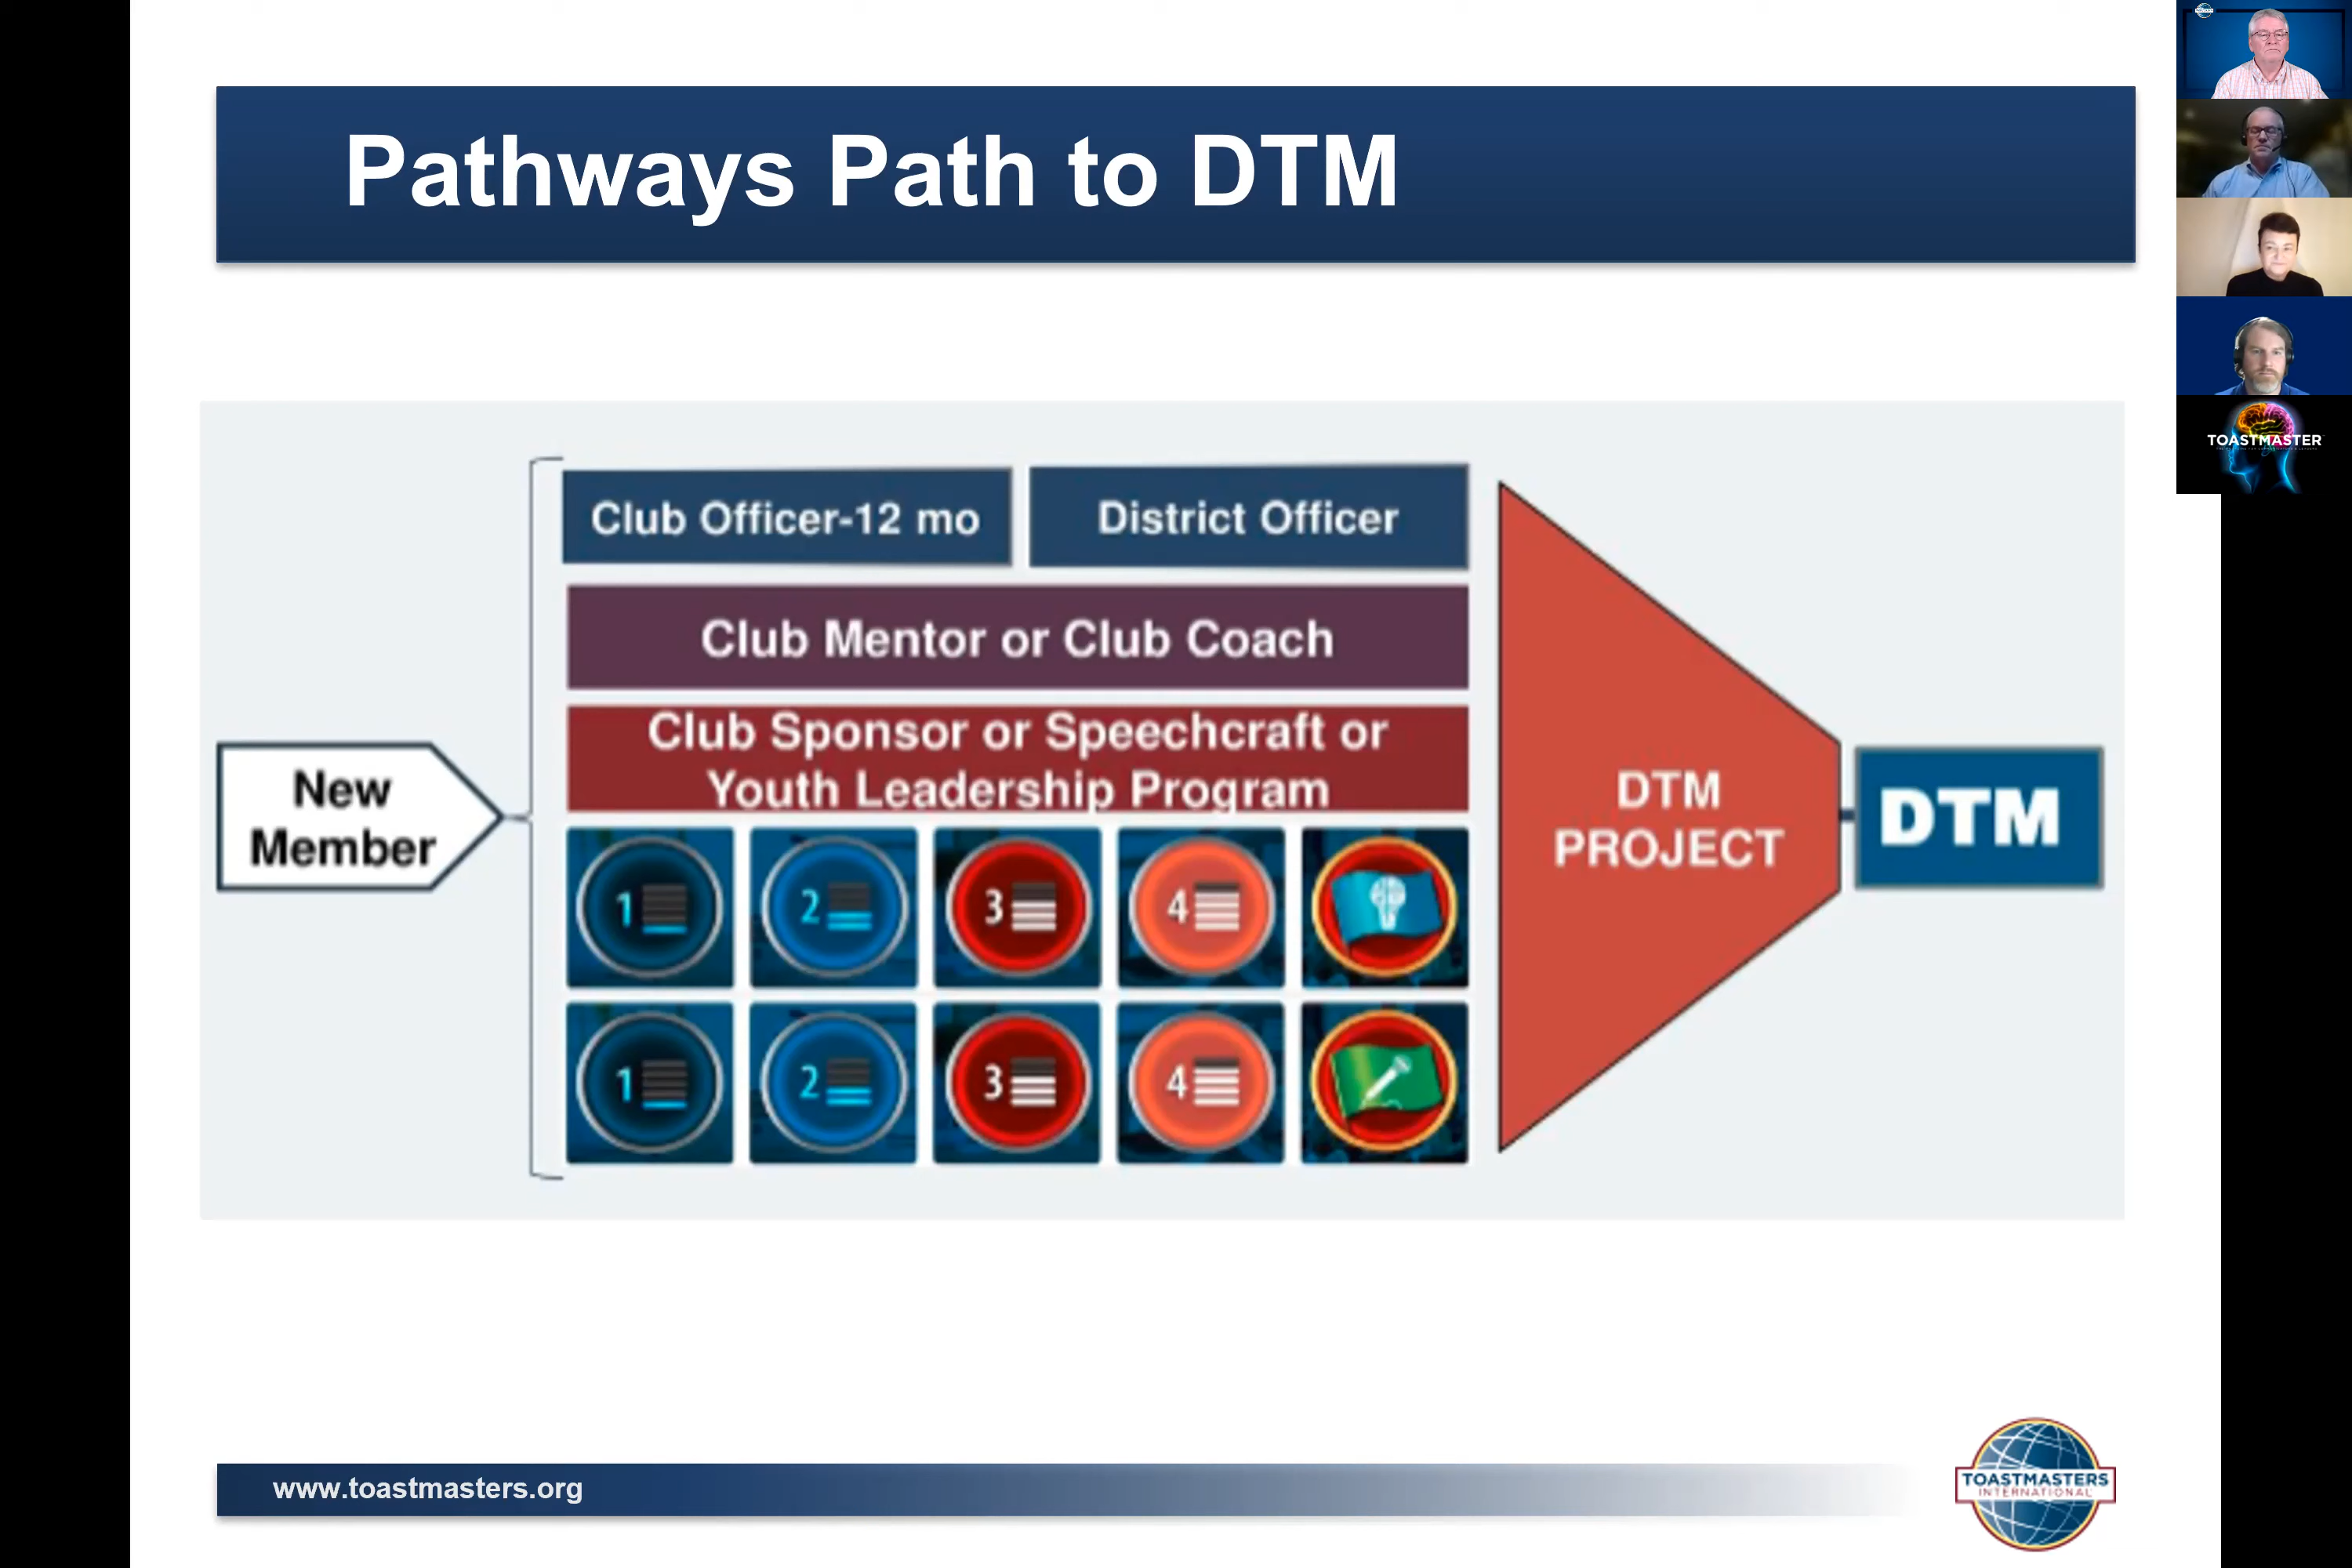 Pathways Path to DTM
TOASTMASTER
Club Officer-12 mo
District Officer
Club Mentor or Club Coach
Club Sponsor or Speechcraft or
Youth Leadership Program
New
Member
DTM
PROJECT
DTM
1
2
3
4
1
2
3
4
www.toastmasters.org
TOASTMASTERS
INTERNATIONAL